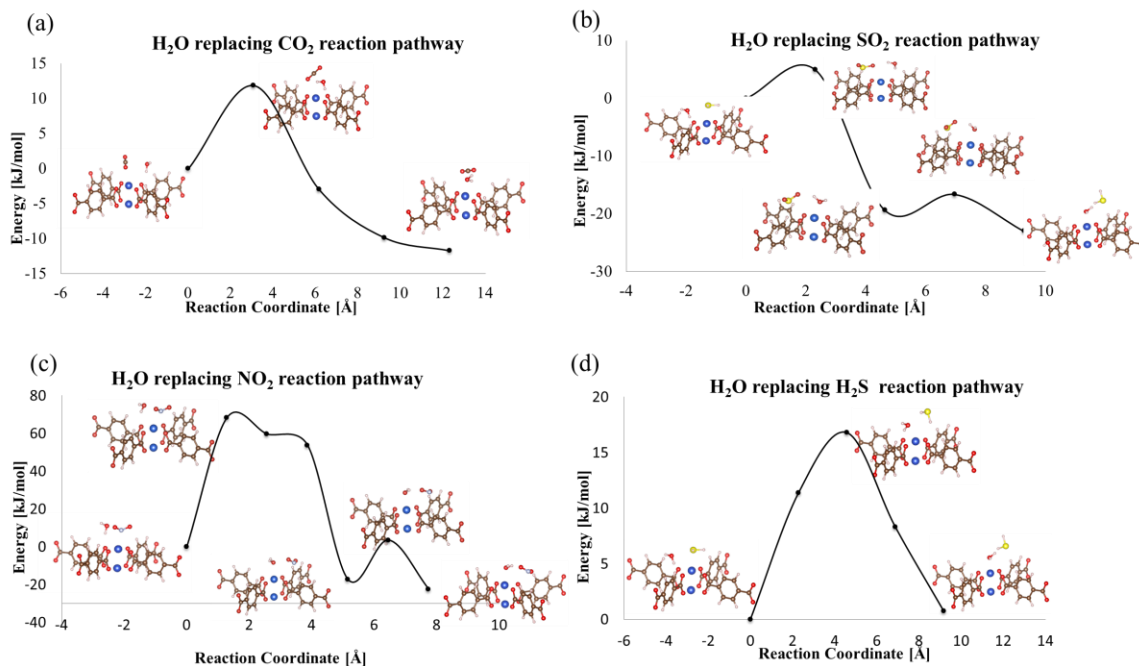 (a)
H₂O replacing CO₂ reaction pathway
Energy [kJ/mol]
15
10
5
0
-5
-10
-15
-6 -4 -2 0 2 4 6 8 10 12 14
Reaction Coordinate [Å]
(b)
H₂O replacing SO₂ reaction pathway
Energy [kJ/mol]
10
0
-10
-20
-30
-4 -2 0 2 4 6 8 10
Reaction Coordinate [Å]
(c)
H₂O replacing NO₂ reaction pathway
Energy [kJ/mol]
80
60
40
20
0
-20
-40
-4 -2 0 2 4 6 8 10
Reaction Coordinate [Å]
(d)
H₂O replacing H₂S reaction pathway
Energy [kJ/mol]
20
15
10
5
0
-6 -4 -2 0 2 4 6 8 10 12 14
Reaction Coordinate [Å]